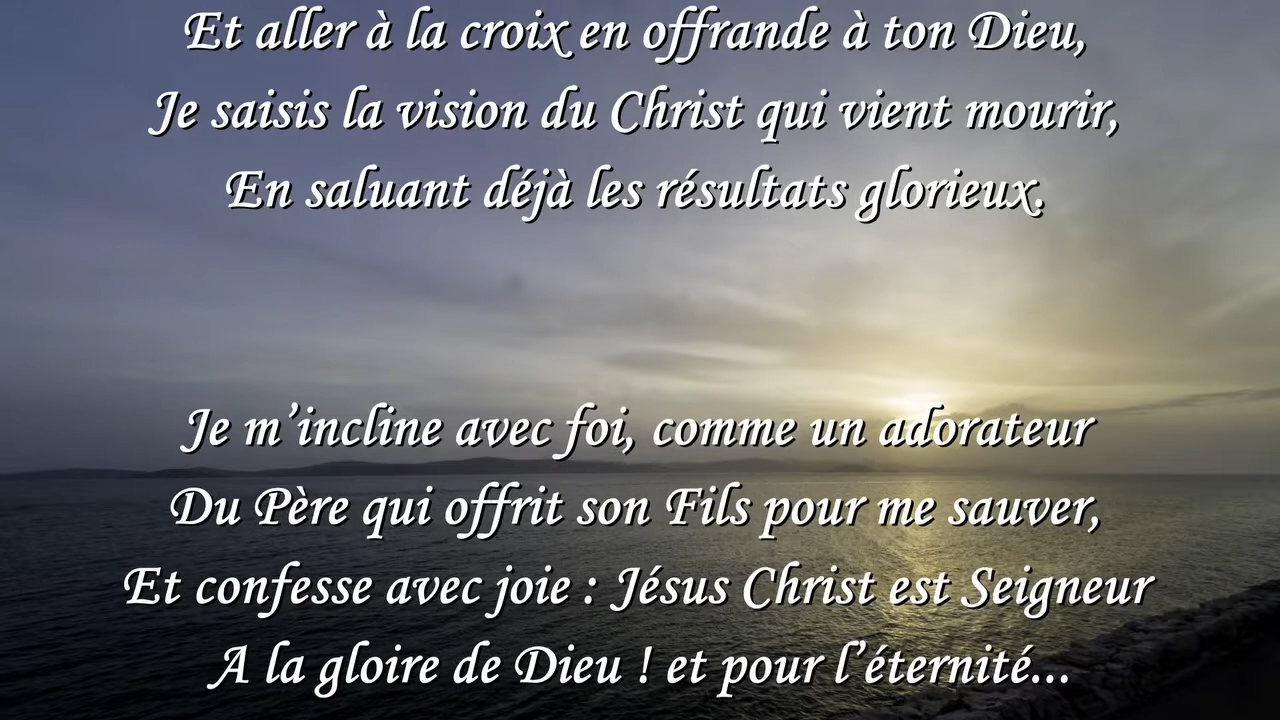 Et aller à la croix en offrande à ton Dieu,
Je saisis la vision du Christ qui vient mourir,
En saluant déjà les résultats glorieux.
Je m’incline avec foi, comme un adorateur
Du Père qui offrit son Fils pour me sauver,
Et confesse avec joie : Jésus Christ est Seigneur
A la gloire de Dieu ! et pour l’éternité...